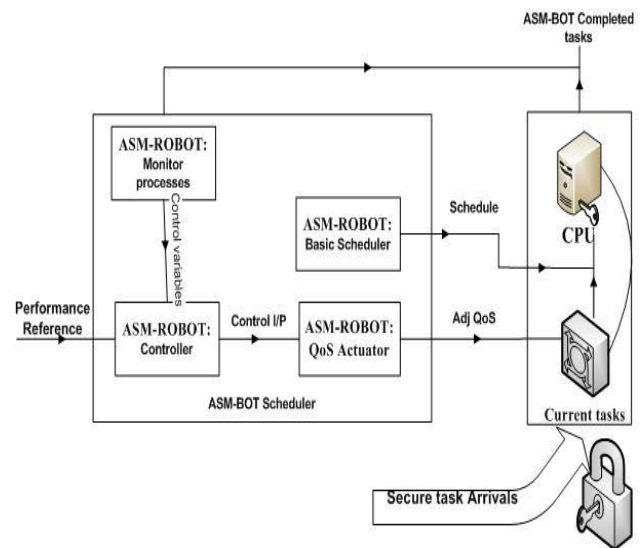 ASM-BOT Completed
tasks
ASM-ROBOT:
Monitor
processes
Control variables
ASM-ROBOT:
Basic Scheduler
Schedule
CPU
Performance
Reference
ASM-ROBOT:
Controller
Control I/P
ASM-ROBOT:
QoS Actuator
Adj QoS
ASM-BOT Scheduler
Current tasks
Secure task Arrivals